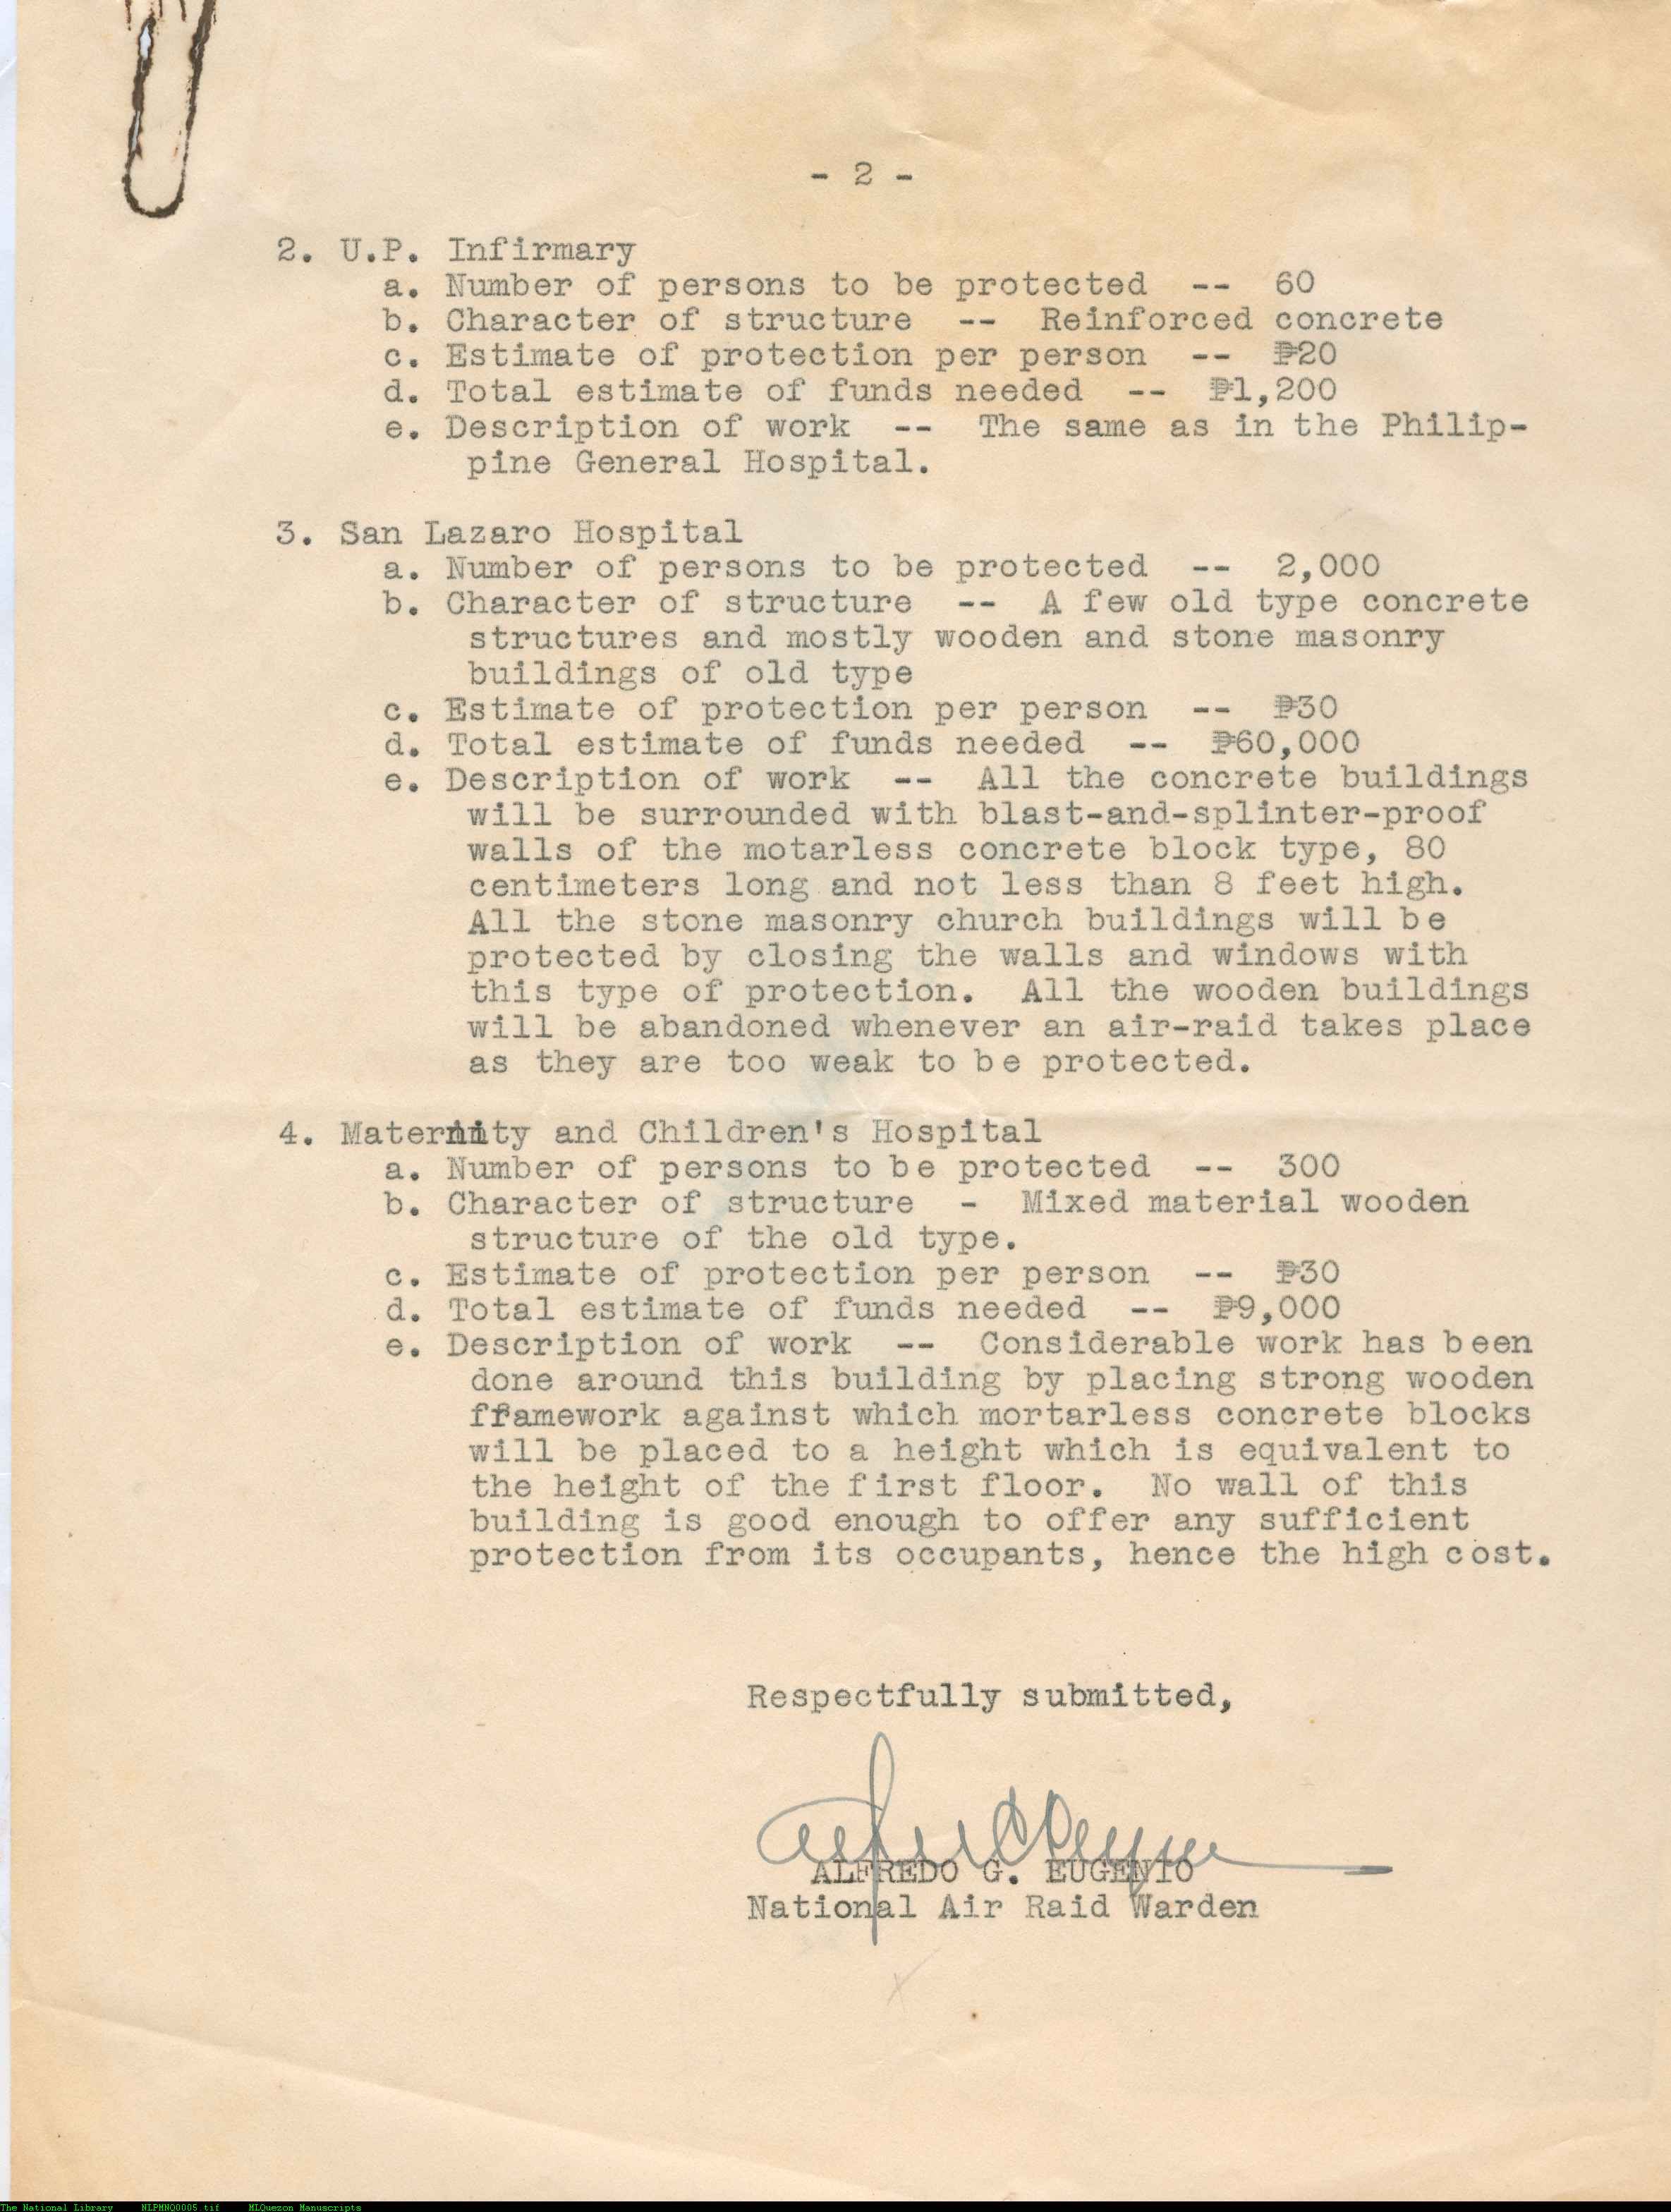 - 2 -
2. U.P. Infirmary
a. Number of persons to be protected -- 60
b. Character of structure -- Reinforced concrete
c. Estimate of protection per person -- ₱20
d. Total estimate of funds needed -- ₱1,200
e. Description of work -- The same as in the Philip-
pine General Hospital.
3. San Lazaro Hospital
a. Number of persons to be protected -- 2,000
b. Character of structure -- A few old type concrete
structures and mostly wooden and stone masonry
buildings of old type
c. Estimate of protection per person -- ₱30
d. Total estimate of funds needed -- ₱60,000
e. Description of work -- All the concrete buildings
will be surrounded with blast-and-splinter-proof
walls of the motarless concrete block type, 80
centimeters long and not less than 8 feet high.
All the stone masonry church buildings will be
protected by closing the walls and windows with
this type of protection. All the wooden buildings
will be abandoned whenever an air-raid takes place
as they are too weak to be protected.
4. Maternity and Children's Hospital
a. Number of persons to be protected -- 300
b. Character of structure - Mixed material wooden
structure of the old type.
c. Estimate of protection per person -- ₱30
d. Total estimate of funds needed -- ₱9,000
e. Description of work -- Considerable work has been
done around this building by placing strong wooden
framework against which mortarless concrete blocks
will be placed to a height which is equivalent to
the height of the first floor. No wall of this
building is good enough to offer any sufficient
protection from its occupants, hence the high cost.
Respectfully submitted,
ALFREDO G. EUGENIO
National Air Raid Warden
The National Library NLPMNQ0005.tif MLQuezon Manuscripts